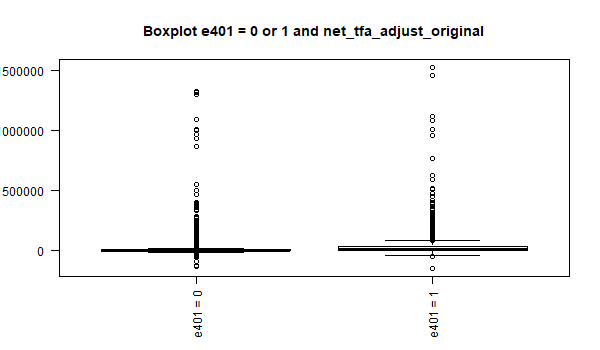 Boxplot e401 = 0 or 1 and net_tfa_adjust_original
500000
000000
500000
0
e401 = 0
e401 = 1